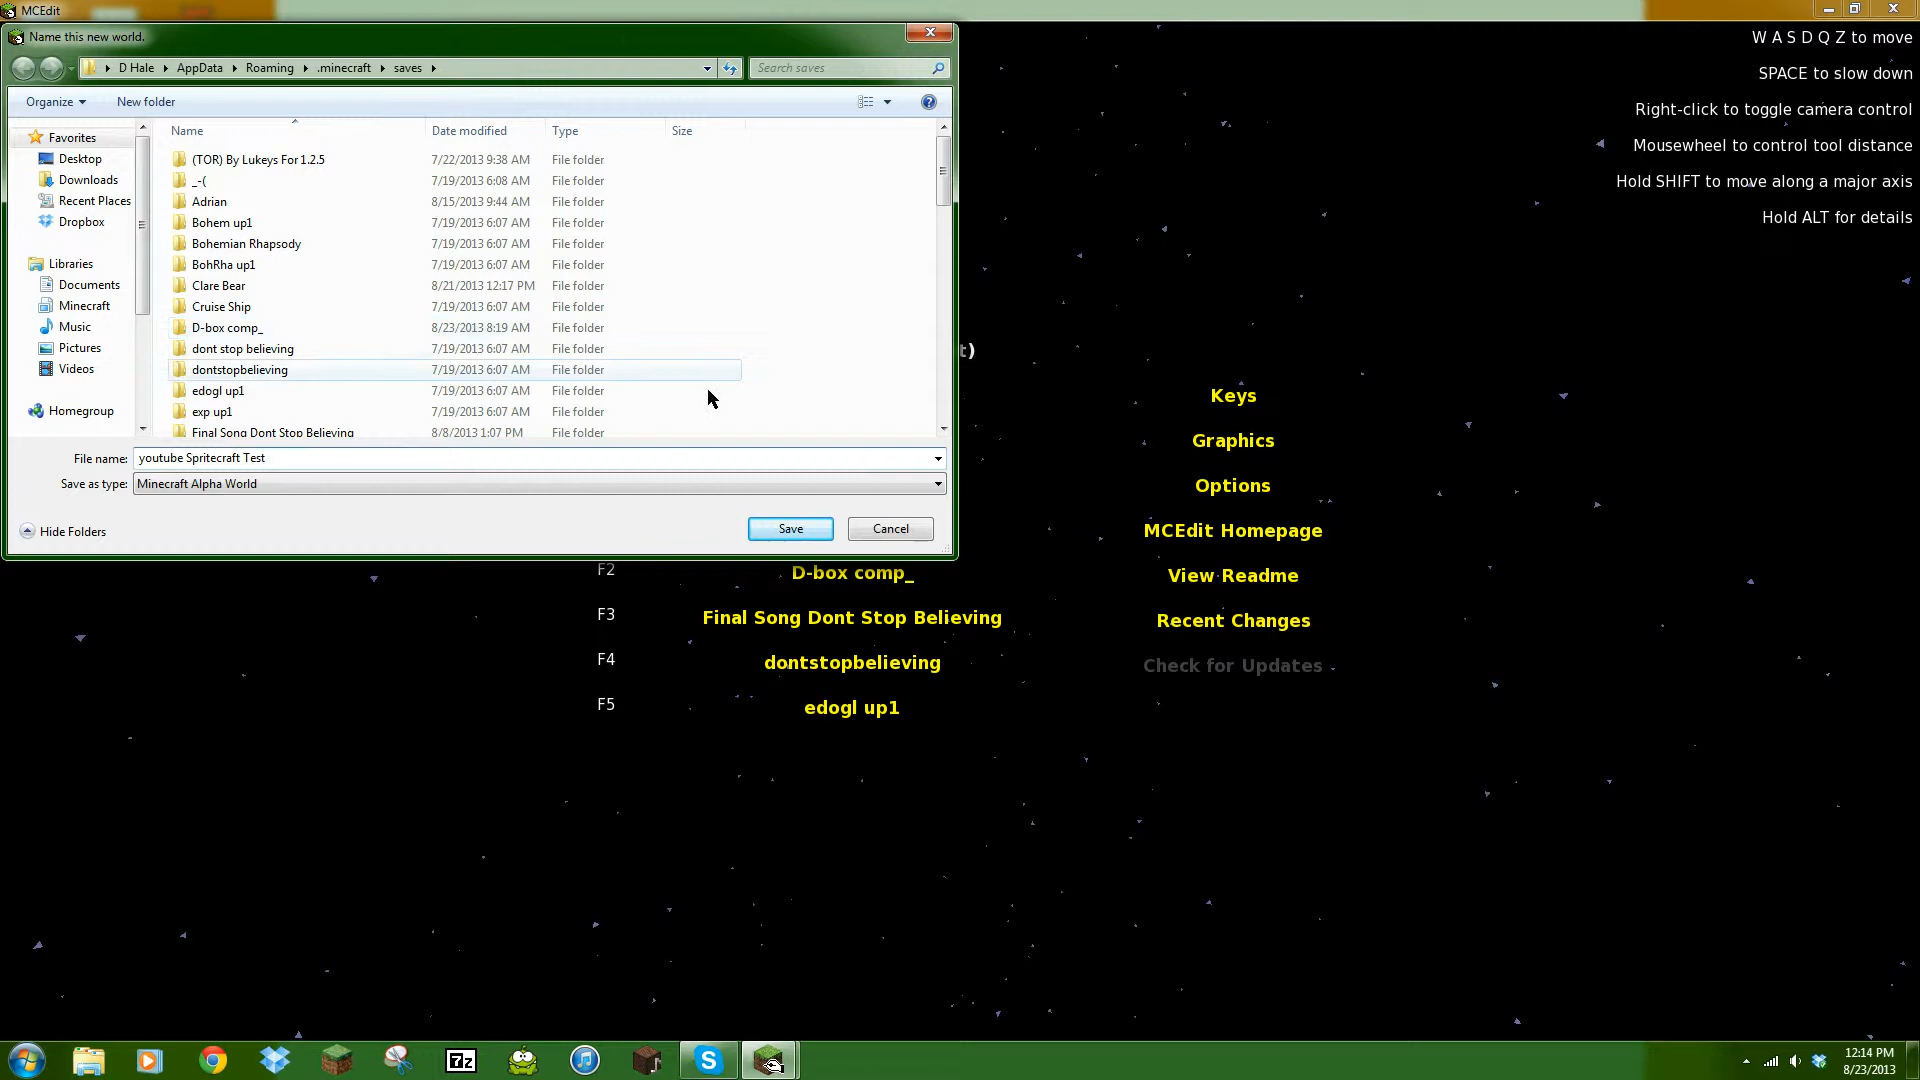 MCEdit
Name this new world.
D Hale AppData Roaming .minecraft saves
Search saves
Organize New folder
Name Date modified Type Size
Favorites
Desktop
Downloads
Recent Places
Dropbox
Libraries
Documents
Minecraft
Music
Pictures
Videos
Homegroup
(TOR) By Lukeys For 1.2.5 7/22/2013 9:38 AM File folder
_-( 7/19/2013 6:08 AM File folder
Adrian 8/15/2013 9:44 AM File folder
Bohem up1 7/19/2013 6:07 AM File folder
Bohemian Rhapsody 7/19/2013 6:07 AM File folder
BohRha up1 7/19/2013 6:07 AM File folder
Clare Bear 8/21/2013 12:17 PM File folder
Cruise Ship 7/19/2013 6:07 AM File folder
D-box comp_ 8/23/2013 8:19 AM File folder
dont stop believing 7/19/2013 6:07 AM File folder
dontstopbelieving 7/19/2013 6:07 AM File folder
edogl up1 7/19/2013 6:07 AM File folder
exp up1 7/19/2013 6:07 AM File folder
Final Song Dont Stop Believing 8/8/2013 1:07 PM File folder
File name: youtube Spritecraft Test
Save as type: Minecraft Alpha World
Hide Folders
Save Cancel
W A S D Q Z to move
SPACE to slow down
Right-click to toggle camera control
Mousewheel to control tool distance
Hold SHIFT to move along a major axis
Hold ALT for details
t)
F2 D-box comp_
F3 Final Song Dont Stop Believing
F4 dontstopbelieving
F5 edogl up1
Keys
Graphics
Options
MCEdit Homepage
View Readme
Recent Changes
Check for Updates
7z
S
12:14 PM
8/23/2013